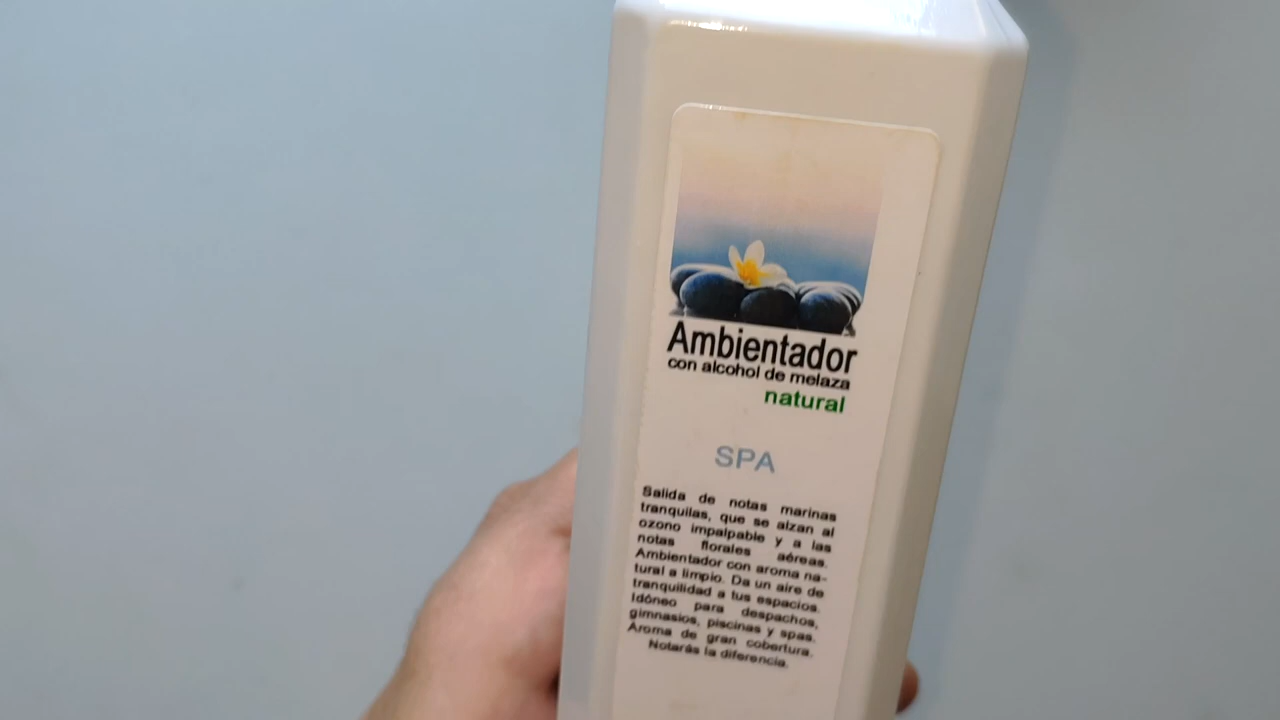 Ambientador
con alcohol de melaza
natural
SPA
Salida de notas marinas
tranquilas, que se alzan al
ozono impalpable y a las
notas florales aéreas.
Ambientador con aroma na-
tural a limpio. Da un aire de
tranquilidad a tus espacios.
Idóneo para despachos,
gimnasios, piscinas y spas.
Aroma de gran cobertura.
Notarás la diferencia.